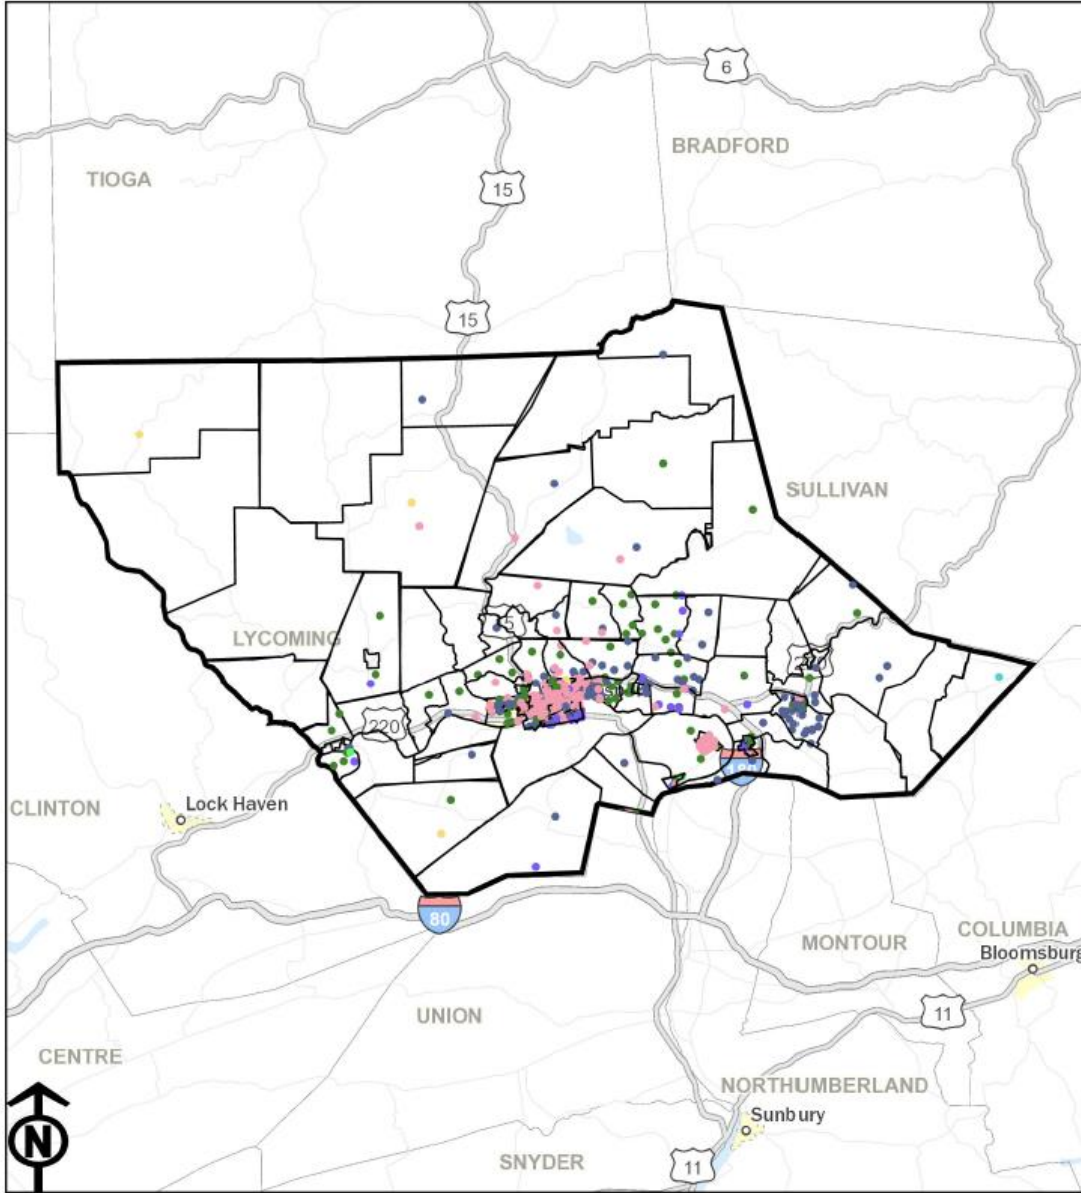 6
BRADFORD
TIOGA
15
15
SULLIVAN
LYCOMING
220
CLINTON
Lock Haven
80
MONTOUR
COLUMBIA
Bloomsburg
UNION
11
CENTRE
NORTHUMBERLAND
Sunbury
N
SNYDER
11